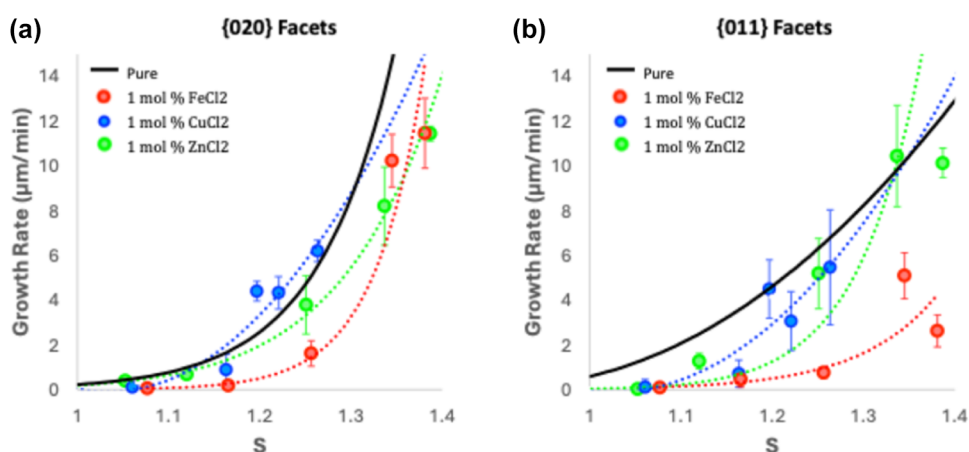 (a)
{020} Facets
Growth Rate (µm/min)
14
12
10
8
6
4
2
0
Pure
1 mol % FeCl2
1 mol % CuCl2
1 mol % ZnCl2
1
1.1
1.2
1.3
1.4
S
(b)
{011} Facets
Growth Rate (µm/min)
14
12
10
8
6
4
2
0
Pure
1 mol % FeCl2
1 mol % CuCl2
1 mol % ZnCl2
1
1.1
1.2
1.3
1.4
S